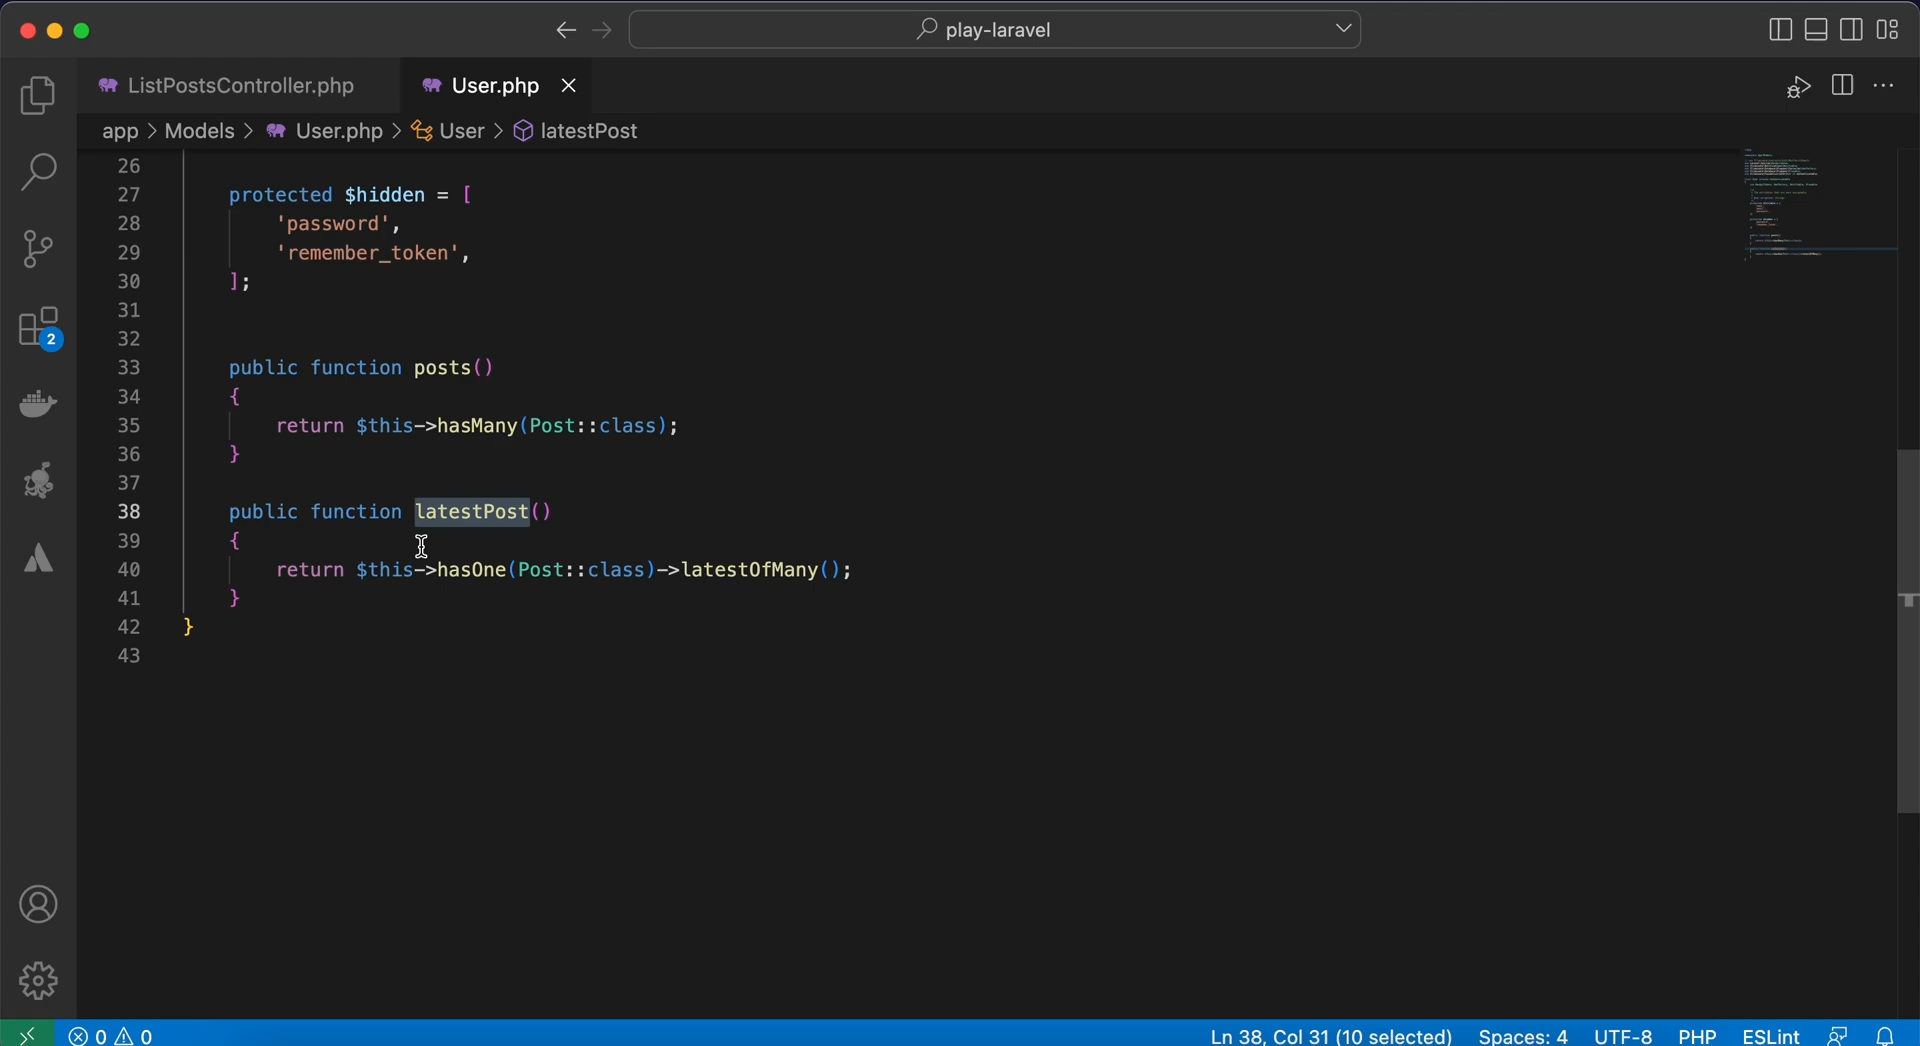 play-laravel
ListPostsController.php
User.php
app > Models > User.php > User > latestPost
26
27 protected $hidden = [
28 'password',
29 'remember_token',
30 ];
31
32
33 public function posts()
34 {
35 return $this->hasMany(Post::class);
36 }
37
38 public function latestPost()
39 {
40 return $this->hasOne(Post::class)->latestOfMany();
41 }
42 }
43
2
0 0 Ln 38, Col 31 (10 selected) Spaces: 4 UTF-8 PHP ESLint